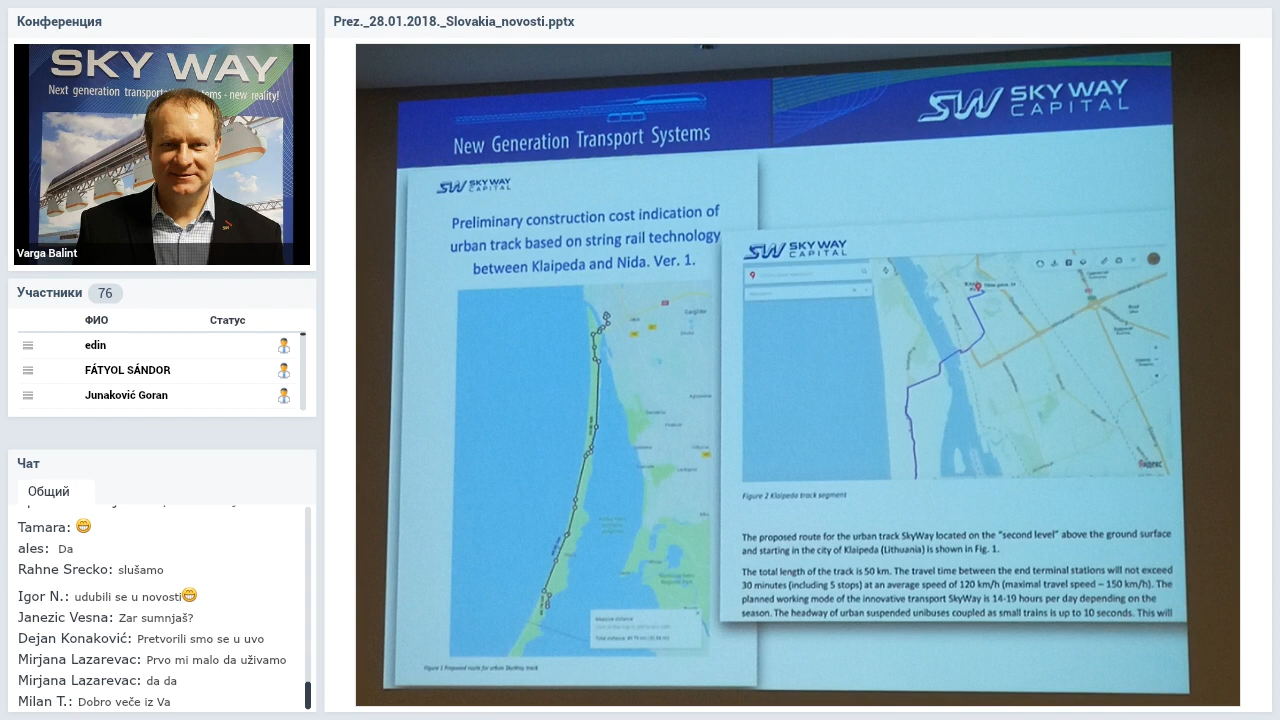 Конференция
SKY WAY
Next generation transport
ems - new reality!
Varga Balint
Участники 76
ФИО Статус
edin
FÁTYOL SÁNDOR
Junaković Goran
Чат
Общий
Tamara:
ales: Da
Rahne Srecko: slušamo
Igor N.: udubili se u novosti
Janezic Vesna: Zar sumnjaš?
Dejan Konaković: Pretvorili smo se u uvo
Mirjana Lazarevac: Prvo mi malo da uživamo
Mirjana Lazarevac: da da
Milan T.: Dobro veče iz Va
Prez._28.01.2018._Slovakia_novosti.pptx
New Generation Transport Systems
SW SKY WAY
CAPITAL
SW SKY WAY
CAPITAL
Preliminary construction cost indication of
urban track based on string rail technology
between Klaipeda and Nida. Ver. 1.
Figure 1 Proposed route for urban SkyWay track
SW SKY WAY
CAPITAL
Figure 2 Klaipeda track segment
The proposed route for the urban track SkyWay located on the "second level" above the ground surface
and starting in the city of Klaipeda (Lithuania) is shown in Fig. 1.
The total length of the track is 50 km. The travel time between the end terminal stations will not exceed
30 minutes (including 5 stops) at an average speed of 120 km/h (maximal travel speed – 150 km/h). The
planned working mode of the innovative transport SkyWay is 14-19 hours per day depending on the
season. The headway of urban suspended unibuses coupled as small trains is up to 10 seconds. This will